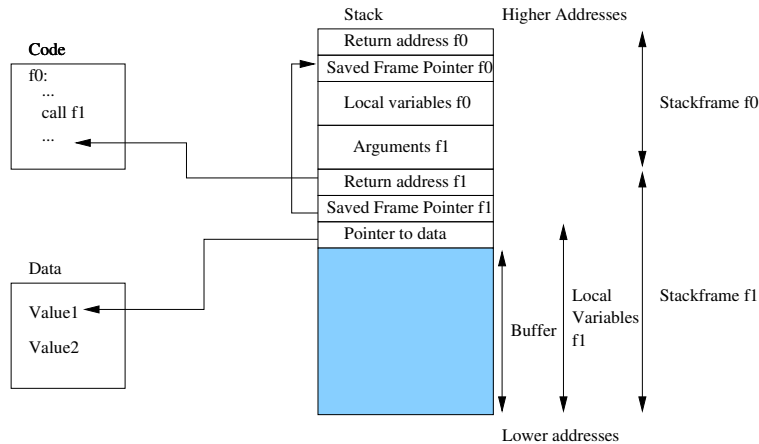 Stack
Higher Addresses
Code
f0:
...
call f1
...
Return address f0
Saved Frame Pointer f0
Local variables f0
Arguments f1
Return address f1
Saved Frame Pointer f1
Pointer to data
Stackframe f0
Data
Value1
Value2
Buffer
Local
Variables
f1
Stackframe f1
Lower addresses